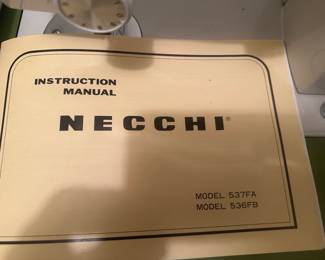 INSTRUCTION
MANUAL
NECCHI®
MODEL 537FA
MODEL 536FB